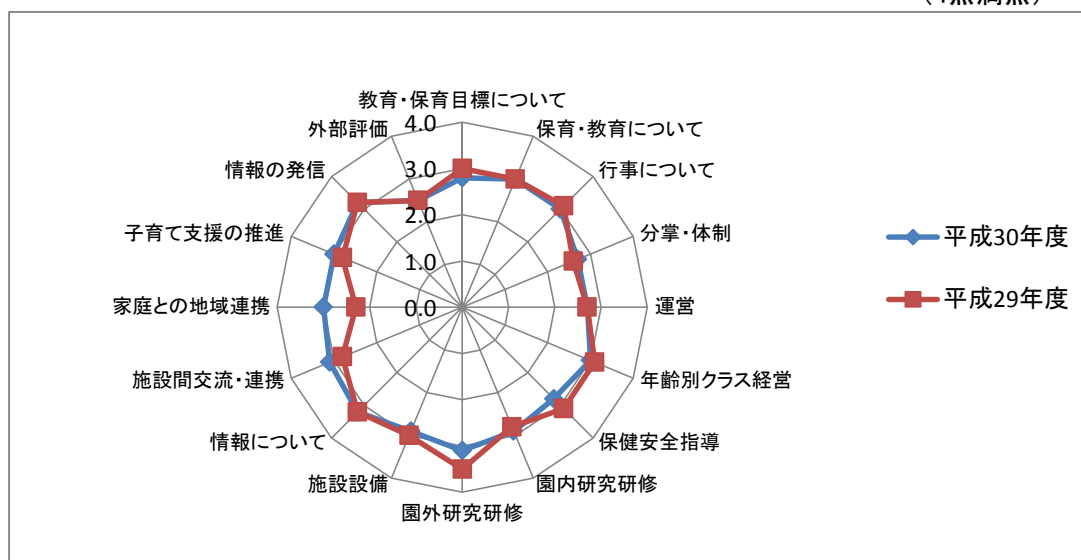 教育・保育目標について
外部評価
保育・教育について
情報の発信
行事について
子育て支援の推進
分掌・体制
家庭との地域連携
運営
施設間交流・連携
年齢別クラス経営
情報について
保健安全指導
施設設備
園内研究研修
園外研究研修
4.0
3.0
2.0
1.0
0.0
平成30年度
平成29年度